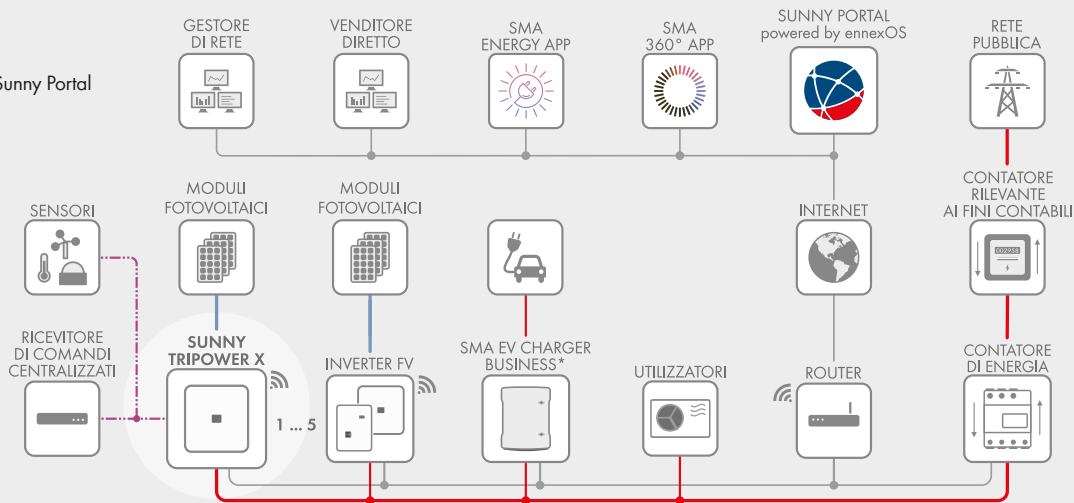 GESTORE
DI RETE
VENDITORE
DIRETTO
SMA
ENERGY APP
SMA
360° APP
SUNNY PORTAL
powered by ennexOS
RETE
PUBBLICA
Sunny Portal
SENSORI
MODULI
FOTOVOLTAICI
MODULI
FOTOVOLTAICI
INTERNET
CONTATORE
RILEVANTE
AI FINI CONTABILI
002958
RICEVITORE
DI COMANDI
CENTRALIZZATI
SUNNY
TRIPOWER X
1 ... 5
INVERTER FV
SMA EV CHARGER
BUSINESS*
UTILIZZATORI
ROUTER
CONTATORE
DI ENERGIA